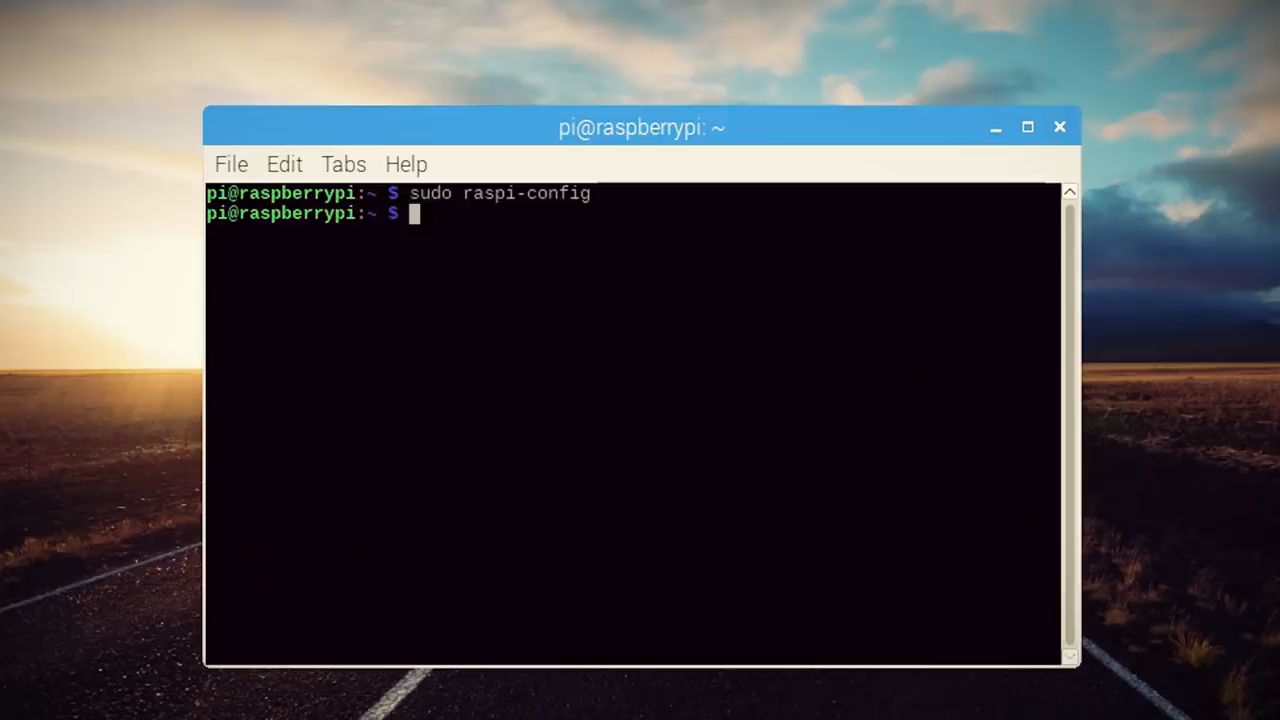 pi@raspberrypi: ~
File Edit Tabs Help
pi@raspberrypi:~ $ sudo raspi-config
pi@raspberrypi:~ $